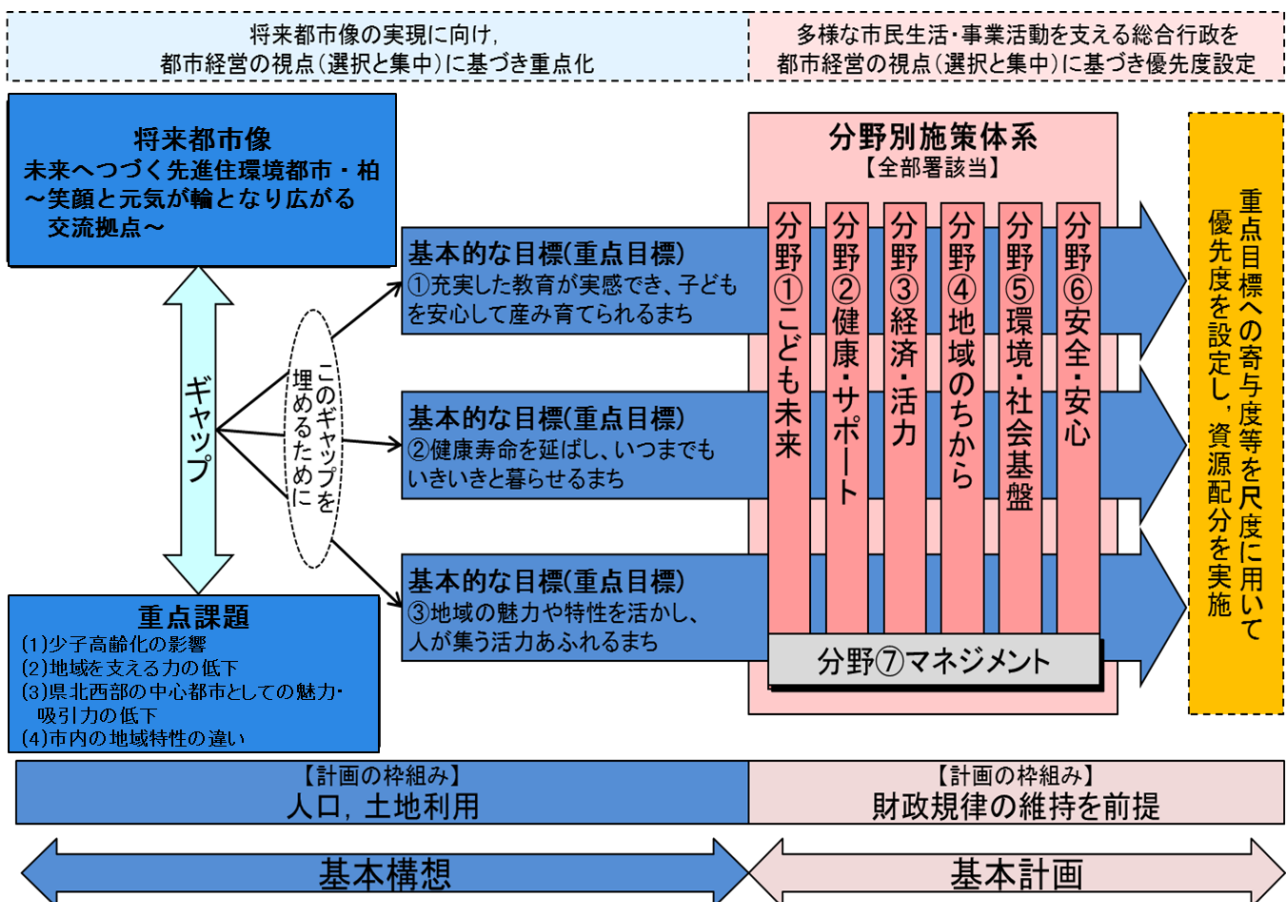 将来都市像の実現に向け，
都市経営の視点（選択と集中）に基づき重点化
多様な市民生活・事業活動を支える総合行政を
都市経営の視点（選択と集中）に基づき優先度設定
将来都市像
未来へつづく先進住環境都市・柏
～笑顔と元気が輪となり広がる
交流拠点～
ギャップ
このギャップを
埋めるために
重点課題
(1)少子高齢化の影響
(2)地域を支える力の低下
(3)県北西部の中心都市としての魅力・
吸引力の低下
(4)市内の地域特性の違い
基本的な目標(重点目標)
①充実した教育が実感でき、子ども
を安心して産み育てられるまち
基本的な目標(重点目標)
②健康寿命を延ばし、いつまでも
いきいきと暮らせるまち
基本的な目標(重点目標)
③地域の魅力や特性を活かし、
人が集う活力あふれるまち
分野別施策体系
【全部署該当】
分野①こども未来
分野②健康・サポート
分野③経済・活力
分野④地域のちから
分野⑤環境・社会基盤
分野⑥安全・安心
分野⑦マネジメント
重点目標への寄与度等を尺度に用いて
優先度を設定し，資源配分を実施
【計画の枠組み】
人口，土地利用
【計画の枠組み】
財政規律の維持を前提
基本構想
基本計画